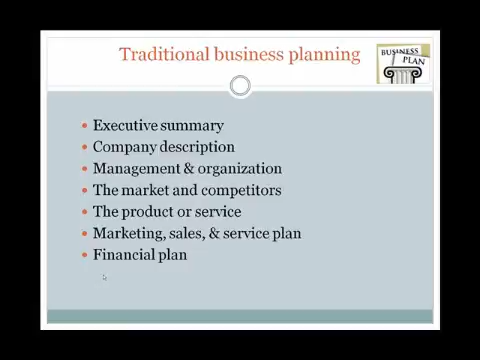 Traditional business planning
BUSINESS
PLAN
Executive summary
Company description
Management & organization
The market and competitors
The product or service
Marketing, sales, & service plan
Financial plan